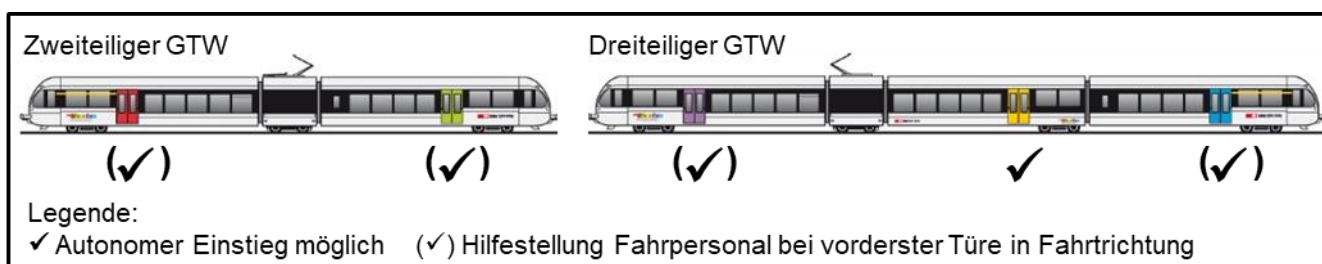 Zweiteiliger GTW
Dreiteiliger GTW
(✓) (✓) (✓) ✓ (✓)
Legende:
✓ Autonomer Einstieg möglich (✓) Hilfestellung Fahrpersonal bei vorderster Türe in Fahrtrichtung